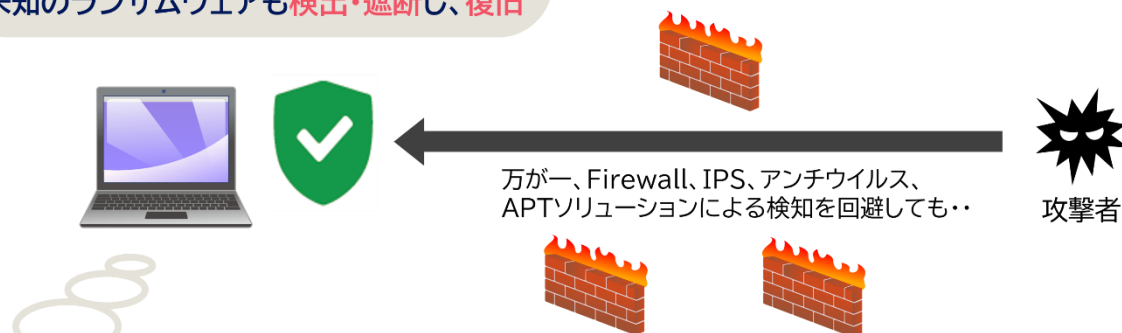 未知のランサムウェアも検出・遮断し、復旧
万が一、Firewall、IPS、アンチウイルス、
APTソリューションによる検知を回避しても・・
攻撃者